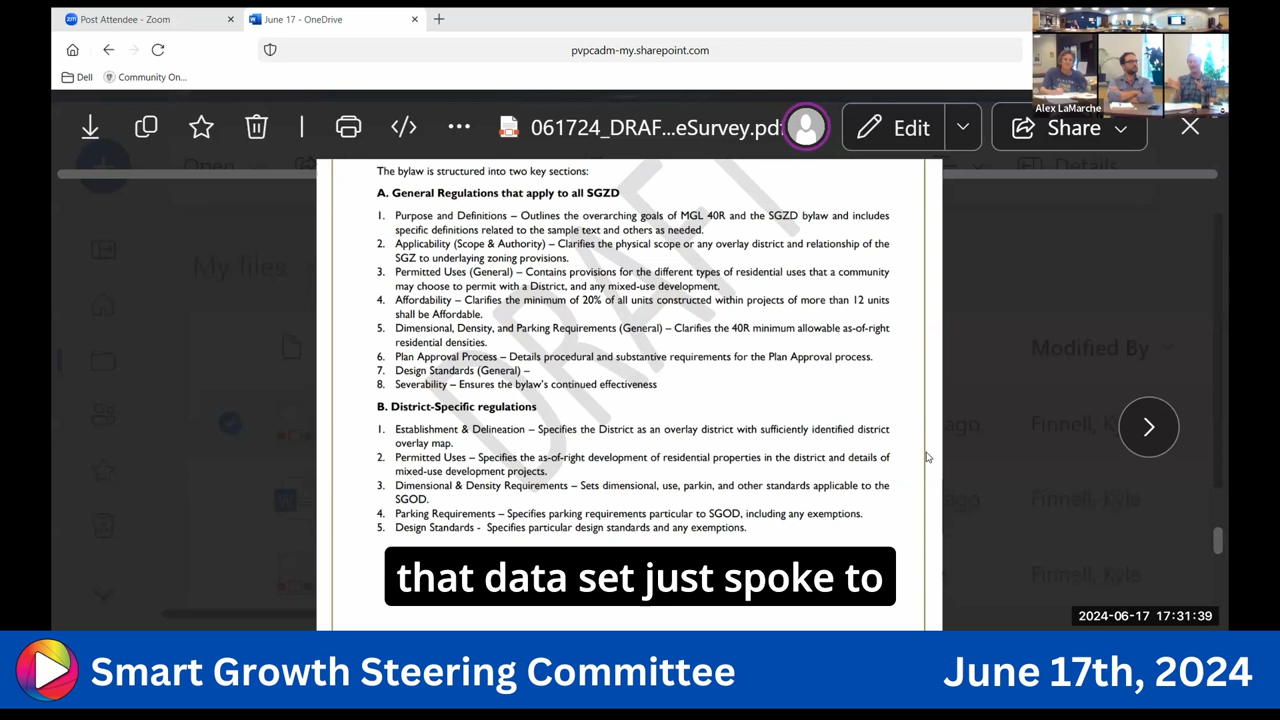 Post Attendee - Zoom
June 17 - OneDrive
pvpcadm-my.sharepoint.com
Dell
Community On...
Alex LaMarche
061724_DRAF...eSurvey.pdf
Edit
Share
Open
Details
My files
Modified By
Finnell, Kyle
ago
Finnell, Kyle
Finnell, Kyle
The bylaw is structured into two key sections:
A. General Regulations that apply to all SGZD
1. Purpose and Definitions – Outlines the overarching goals of MGL 40R and the SGZD bylaw and includes
specific definitions related to the sample text and others as needed.
2. Applicability (Scope & Authority) – Clarifies the physical scope or any overlay district and relationship of the
SGZ to underlaying zoning provisions.
3. Permitted Uses (General) – Contains provisions for the different types of residential uses that a community
may choose to permit with a District, and any mixed-use development.
4. Affordability – Clarifies the minimum of 20% of all units constructed within projects of more than 12 units
shall be Affordable.
5. Dimensional, Density, and Parking Requirements (General) – Clarifies the 40R minimum allowable as-of-right
residential densities.
6. Plan Approval Process – Details procedural and substantive requirements for the Plan Approval process.
7. Design Standards (General) –
8. Severability – Ensures the bylaw's continued effectiveness
B. District-Specific regulations
1. Establishment & Delineation – Specifies the District as an overlay district with sufficiently identified district
overlay map.
2. Permitted Uses – Specifies the as-of-right development of residential properties in the district and details of
mixed-use development projects.
3. Dimensional & Density Requirements – Sets dimensional, use, parkin, and other standards applicable to the
SGOD.
4. Parking Requirements – Specifies parking requirements particular to SGOD, including any exemptions.
5. Design Standards - Specifies particular design standards and any exemptions.
DRAFT
that data set just spoke to
2024-06-17 17:31:39
Smart Growth Steering Committee
June 17th, 2024